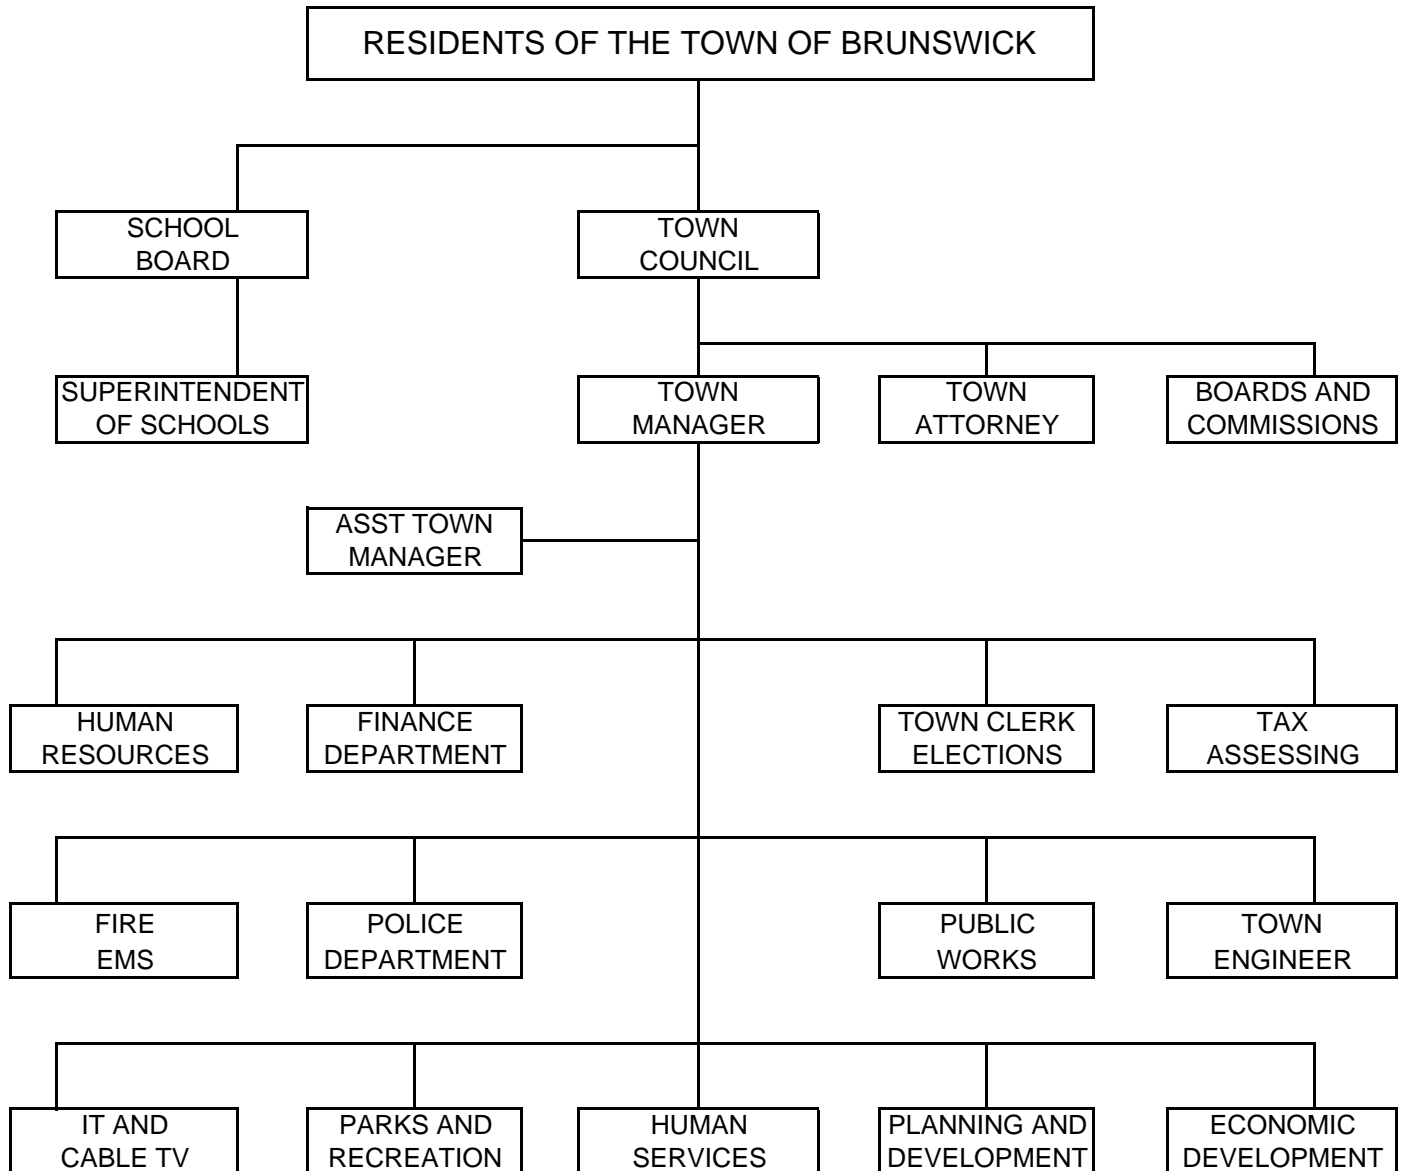 RESIDENTS OF THE TOWN OF BRUNSWICK
SCHOOL
BOARD
TOWN
COUNCIL
SUPERINTENDENT
OF SCHOOLS
TOWN
MANAGER
TOWN
ATTORNEY
BOARDS AND
COMMISSIONS
ASST TOWN
MANAGER
HUMAN
RESOURCES
FINANCE
DEPARTMENT
TOWN CLERK
ELECTIONS
TAX
ASSESSING
FIRE
EMS
POLICE
DEPARTMENT
PUBLIC
WORKS
TOWN
ENGINEER
IT AND
CABLE TV
PARKS AND
RECREATION
HUMAN
SERVICES
PLANNING AND
DEVELOPMENT
ECONOMIC
DEVELOPMENT